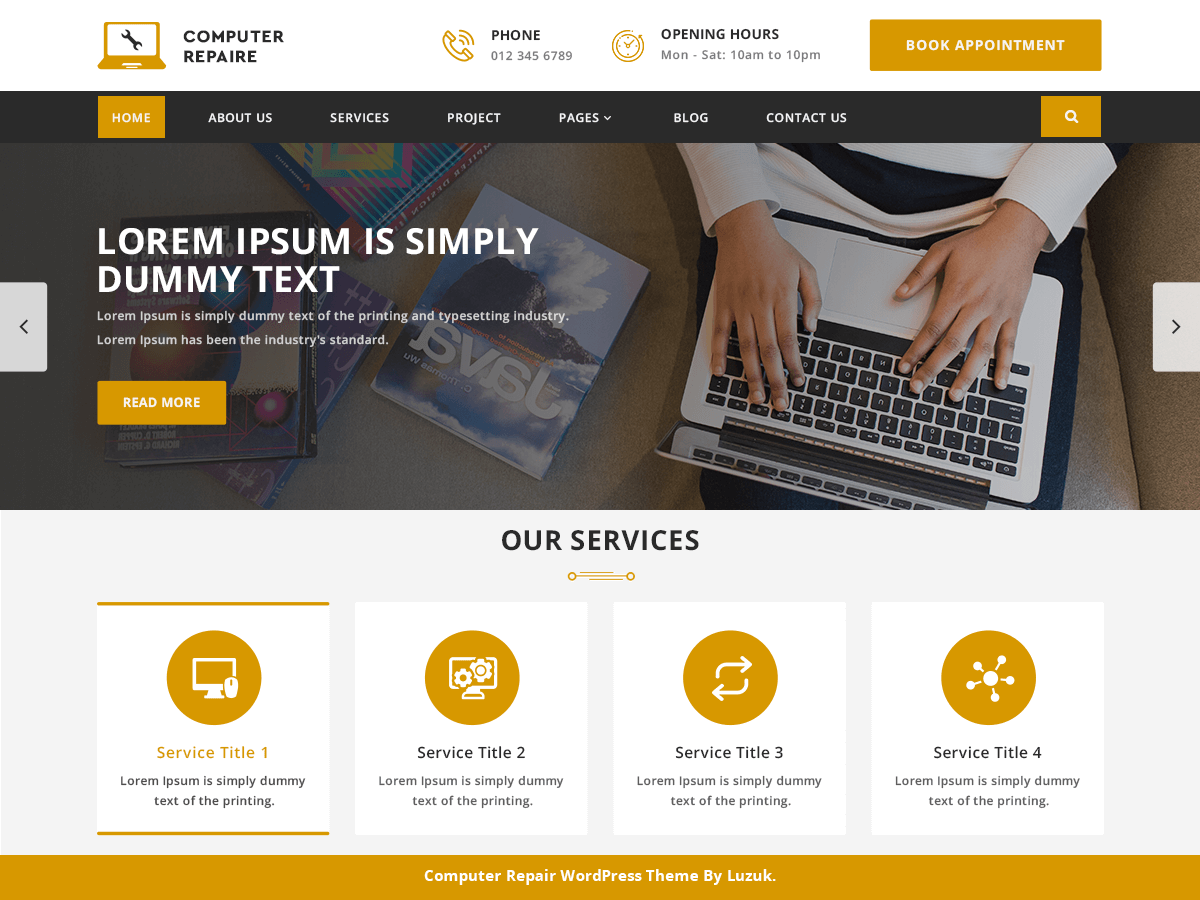 COMPUTER
REPAIRE
PHONE
012 345 6789
OPENING HOURS
Mon - Sat: 10am to 10pm
BOOK APPOINTMENT
HOME
ABOUT US
SERVICES
PROJECT
PAGES
BLOG
CONTACT US
LOREM IPSUM IS SIMPLY
DUMMY TEXT
Lorem Ipsum is simply dummy text of the printing and typesetting industry.
Lorem Ipsum has been the industry's standard.
READ MORE
Java
C. Thomas Wu
OUR SERVICES
Service Title 1
Lorem Ipsum is simply dummy
text of the printing.
Service Title 2
Lorem Ipsum is simply dummy
text of the printing.
Service Title 3
Lorem Ipsum is simply dummy
text of the printing.
Service Title 4
Lorem Ipsum is simply dummy
text of the printing.
Computer Repair WordPress Theme By Luzuk.